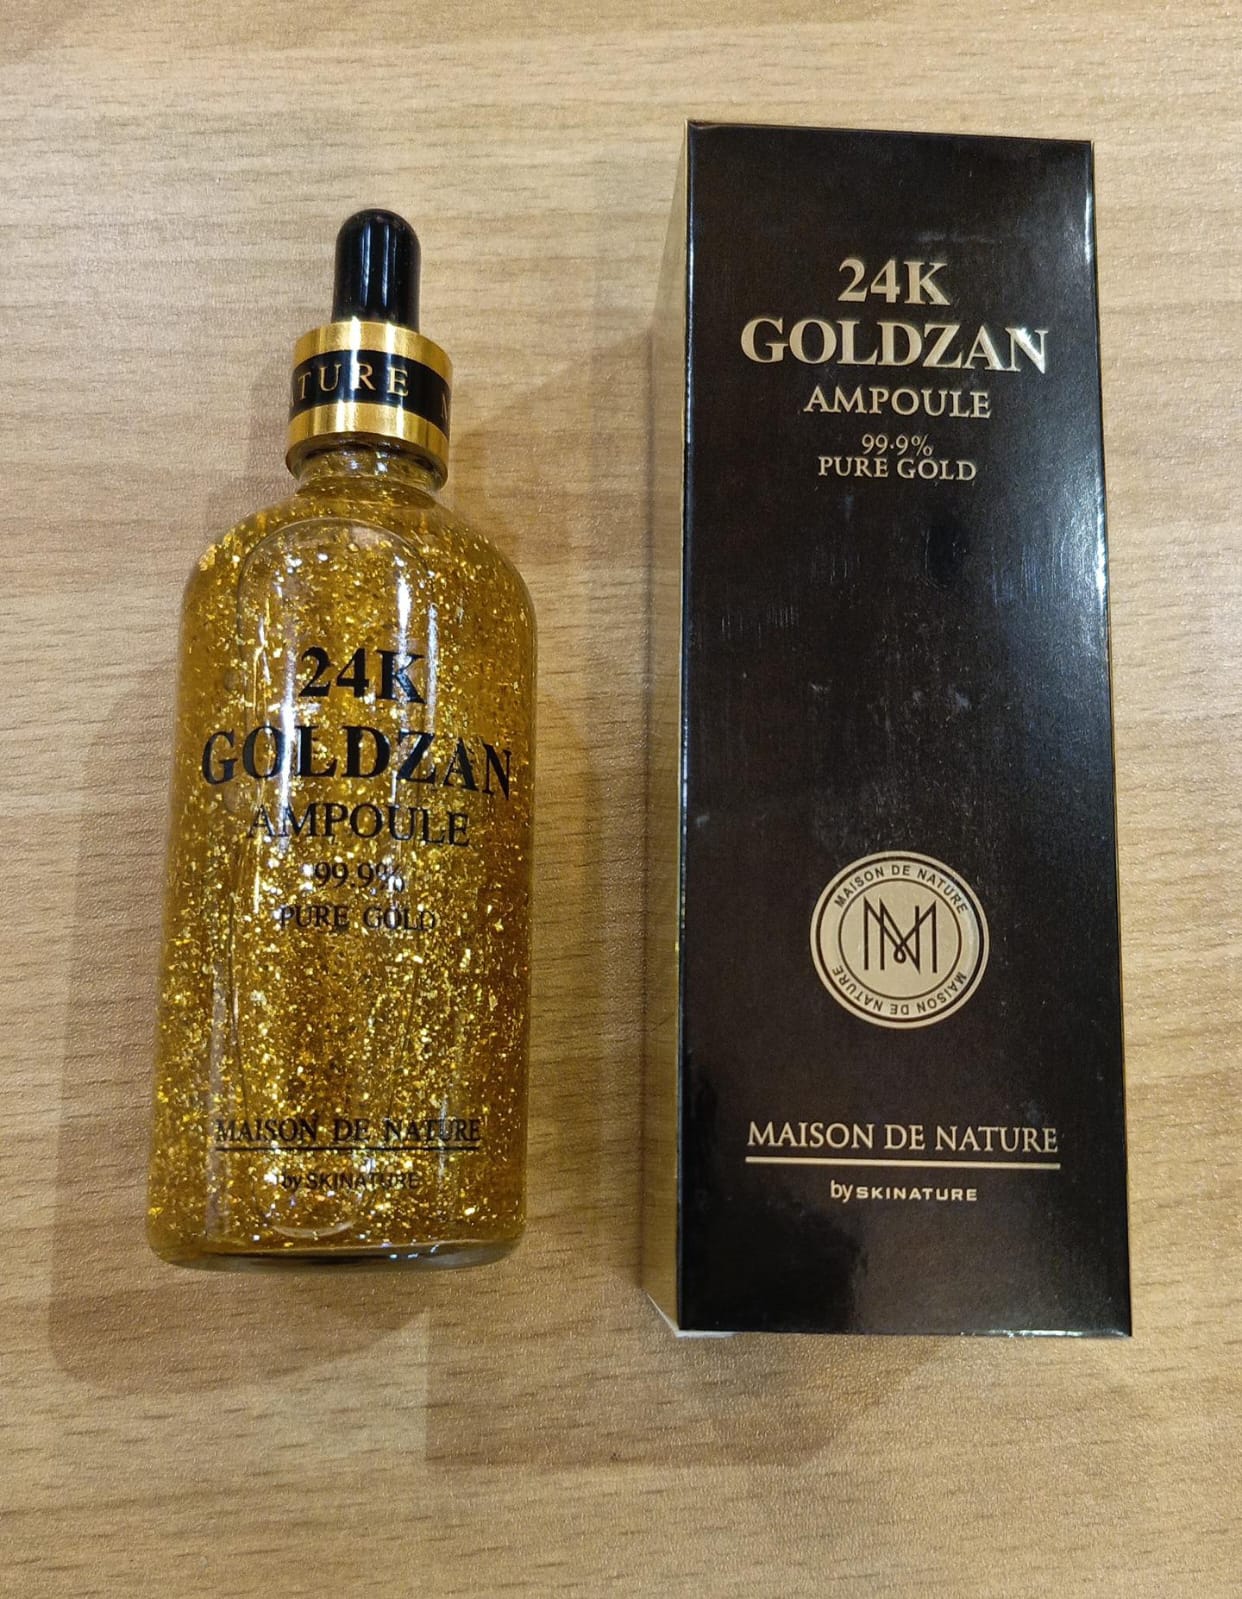 TURE
24K
GOLDZAN
AMPOULE
99.9%
PURE GOLD
MAISON DE NATURE
by SKINATURE
24K
GOLDZAN
AMPOULE
99.9%
PURE GOLD
MAISON DE NATURE
MAISON DE NATURE
MAISON DE NATURE
by SKINATURE